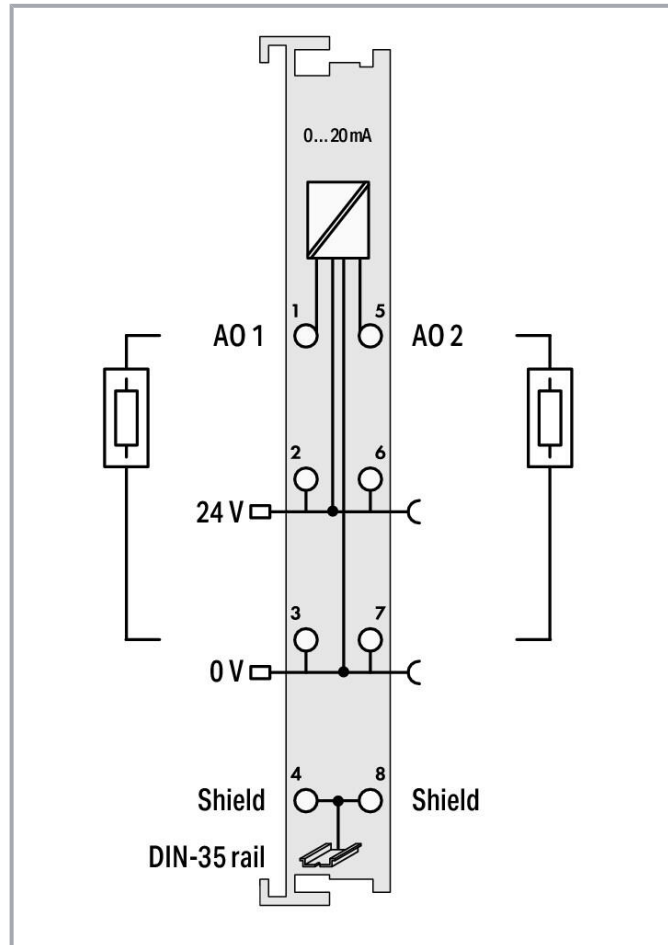 0...20 mA
1 5
AO 1 AO 2
2 6
24 V
3 7
0 V
4 8
Shield Shield
DIN-35 rail